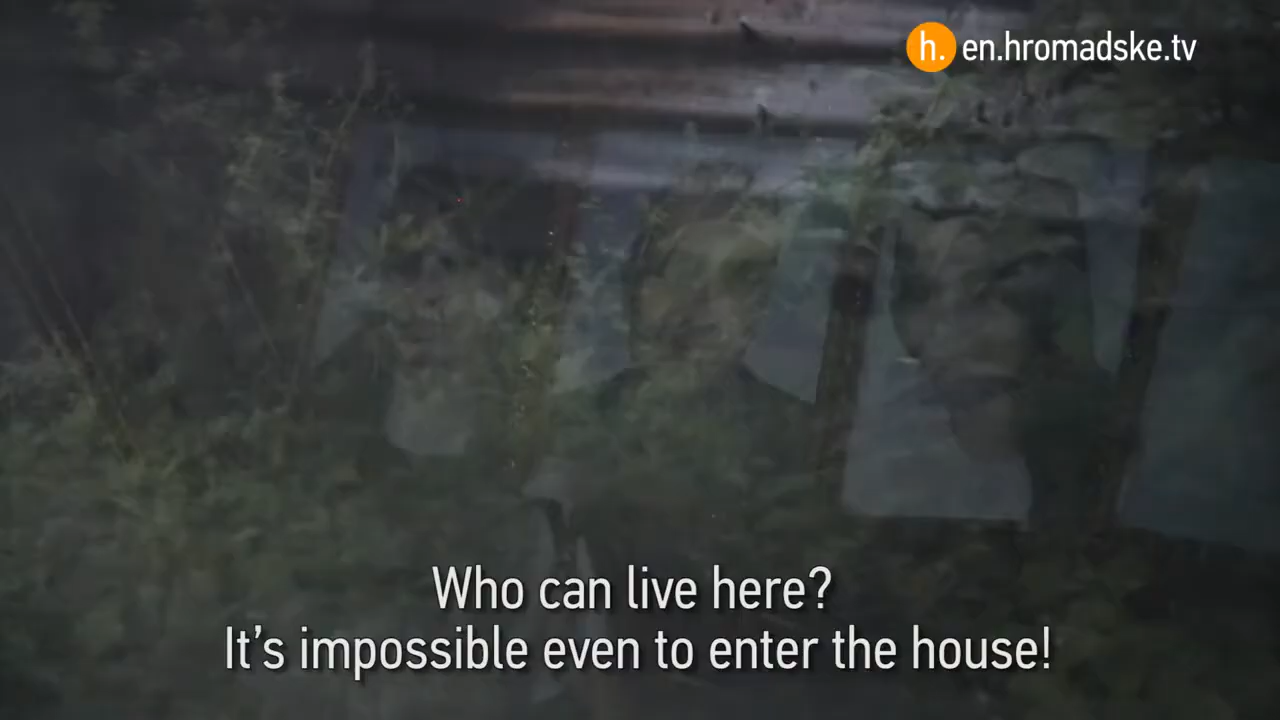 h. en.hromadske.tv
Who can live here?
It's impossible even to enter the house!